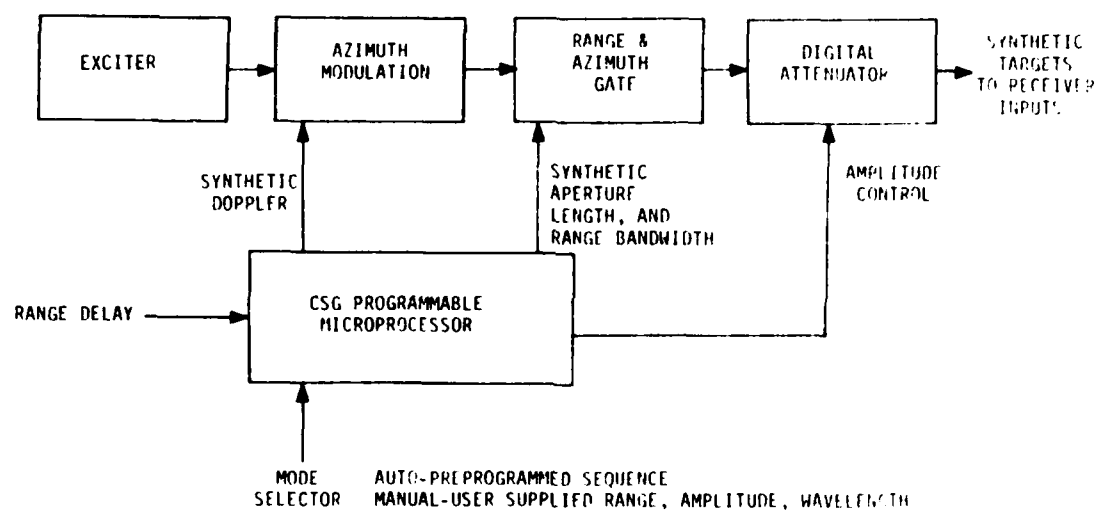 EXCITER
AZIMUTH
MODULATION
RANGE &
AZIMUTH
GATE
DIGITAL
ATTENUATOR
SYNTHETIC
TARGETS
TO RECEIVER
INPUTS
SYNTHETIC
DOPPLER
SYNTHETIC
APERTURE
LENGTH, AND
RANGE BANDWIDTH
AMPLITUDE
CONTROL
RANGE DELAY
CSG PROGRAMMABLE
MICROPROCESSOR
MODE
SELECTOR
AUTO-PREPROGRAMMED SEQUENCE
MANUAL-USER SUPPLIED RANGE, AMPLITUDE, WAVELENGTH